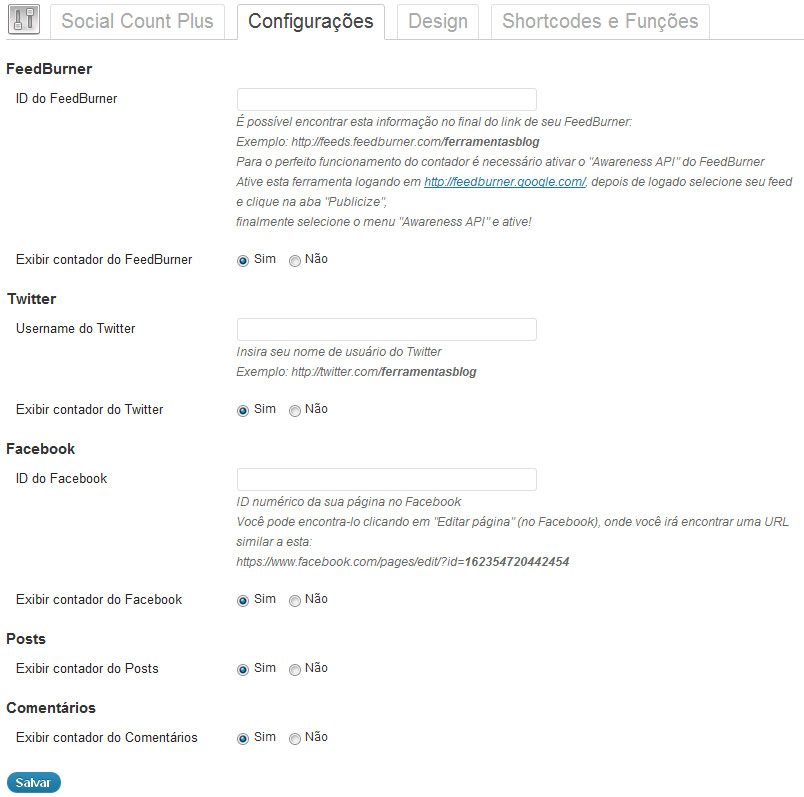 Social Count Plus Configurações Design Shortcodes e Funções
FeedBurner
ID do FeedBurner
É possível encontrar esta informação no final do link de seu FeedBurner:
Exemplo: http://feeds.feedburner.com/ferramentasblog
Para o perfeito funcionamento do contador é necessário ativar o "Awareness API" do FeedBurner
Ative esta ferramenta logando em http://feedburner.google.com/, depois de logado selecione seu feed
e clique na aba "Publicize",
finalmente selecione o menu "Awareness API" e ative!
Exibir contador do FeedBurner Sim Não
Twitter
Username do Twitter
Insira seu nome de usuário do Twitter
Exemplo: http://twitter.com/ferramentasblog
Exibir contador do Twitter Sim Não
Facebook
ID do Facebook
ID numérico da sua página no Facebook
Você pode encontra-lo clicando em "Editar página" (no Facebook), onde você irá encontrar uma URL
similar a esta:
https://www.facebook.com/pages/edit/?id=162354720442454
Exibir contador do Facebook Sim Não
Posts
Exibir contador do Posts Sim Não
Comentários
Exibir contador do Comentários Sim Não
Salvar